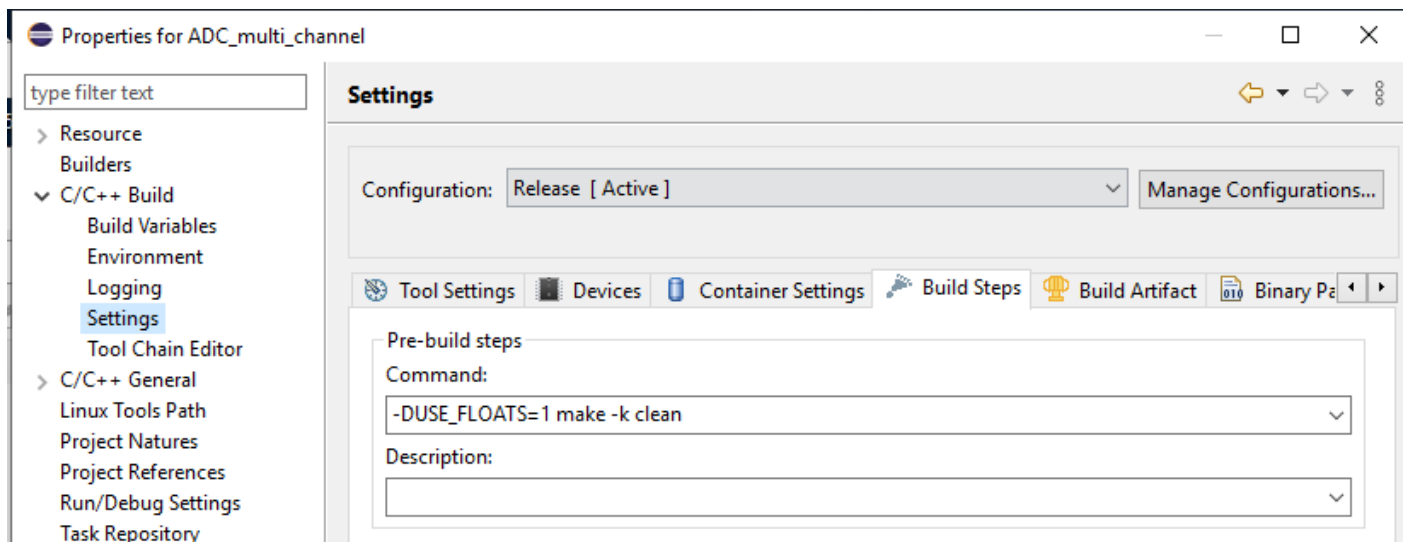 Properties for ADC_multi_channel
type filter text
Resource
Builders
C/C++ Build
Build Variables
Environment
Logging
Settings
Tool Chain Editor
C/C++ General
Linux Tools Path
Project Natures
Project References
Run/Debug Settings
Task Repository
Settings
Configuration:
Release [ Active ]
Manage Configurations...
Tool Settings
Devices
Container Settings
Build Steps
Build Artifact
Binary Pa
Pre-build steps
Command:
-DUSE_FLOATS=1 make -k clean
Description: